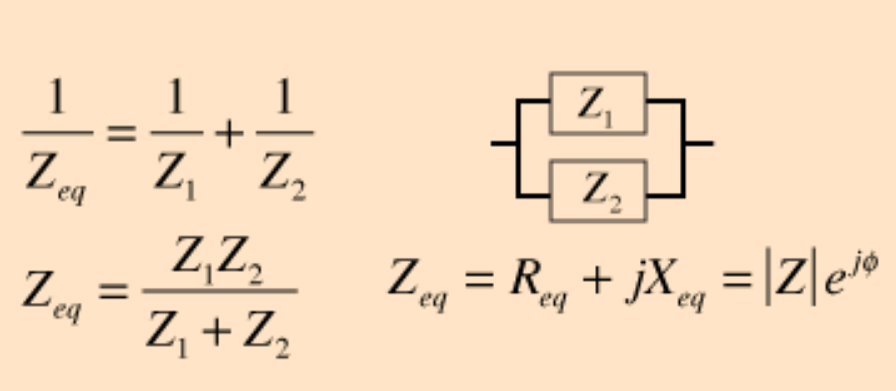 1/Z_eq = 1/Z_1 + 1/Z_2
Z_1
Z_2
Z_eq = Z_1Z_2/(Z_1 + Z_2)
Z_eq = R_eq + jX_eq = |Z|e^{jϕ}